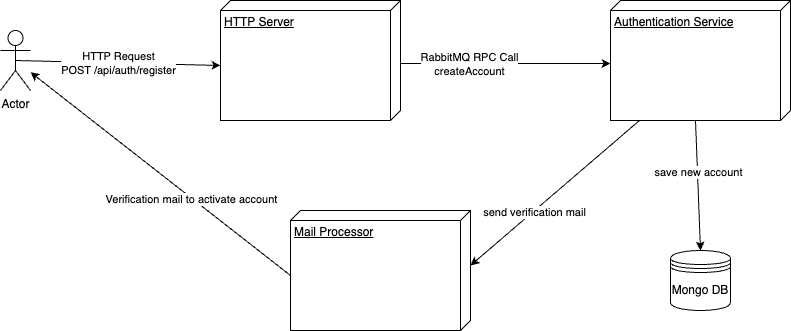 HTTP Server
Authentication Service
HTTP Request
POST /api/auth/register
RabbitMQ RPC Call
createAccount
Actor
save new account
Verification mail to activate account
send verification mail
Mail Processor
Mongo DB